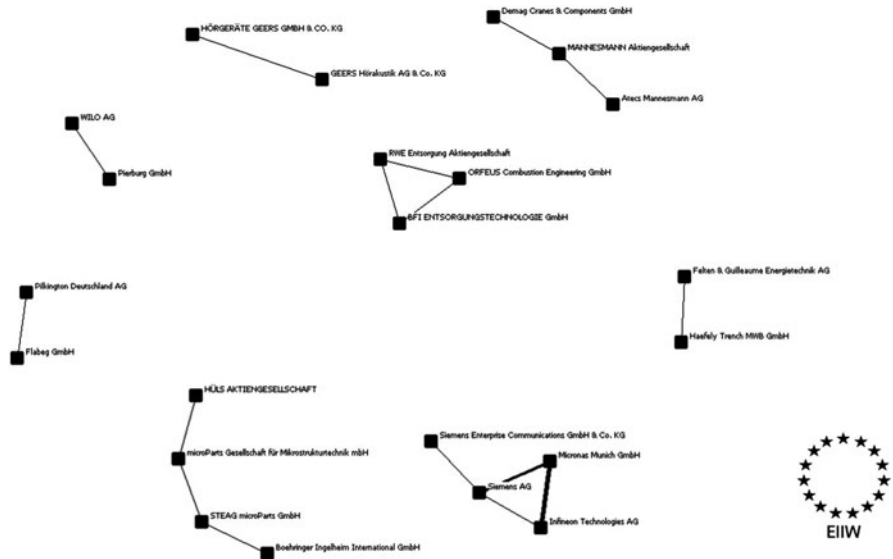 Demag Cranes & Components GmbH
HÖRGERÄTE GEERS GMBH & CO. KG
MANNESMANN Aktiengesellschaft
GEERS Hörakustik AG & Co. KG
Atecs Mannesmann AG
WILO AG
RWE Entsorgung Aktiengesellschaft
Pierburg GmbH
ORFEUS Combustion Engineering GmbH
BFI ENTSORGUNGSTECHNOLOGIE GmbH
Felten & Guilleaume Energietechnik AG
Pilkington Deutschland AG
Haefely Trench MWB GmbH
Flabeg GmbH
HÜLS AKTIENGESELLSCHAFT
Siemens Enterprise Communications GmbH & Co. KG
microParts Gesellschaft für Mikrostrukturtechnik mbH
Micronas Munich GmbH
Siemens AG
STEAG microParts GmbH
Infineon Technologies AG
EIIW
Boehringer Ingelheim International GmbH